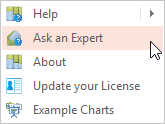 Help
Ask an Expert
About
Update your License
Example Charts